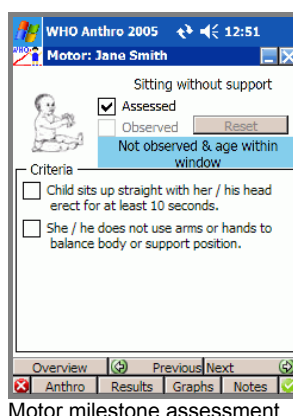 WHO Anthro 2005 12:51
WHO Motor: Jane Smith
Sitting without support
Assessed
Observed Reset
Not observed & age within
window
Criteria
Child sits up straight with her / his head
erect for at least 10 seconds.
She / he does not use arms or hands to
balance body or support position.
Overview Previous Next
Anthro Results Graphs Notes
Motor milestone assessment